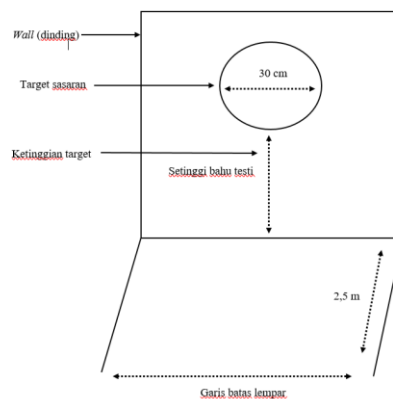 Wall (dinding)
30 cm
Target sasaran
Ketinggian target
Setinggi bahu testi
2,5 m
Garis batas lempar